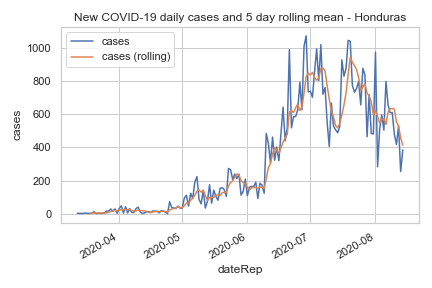 New COVID-19 daily cases and 5 day rolling mean - Honduras
cases
cases (rolling)
1000
800
600
400
200
0
cases
2020-04
2020-05
2020-06
2020-07
2020-08
dateRep